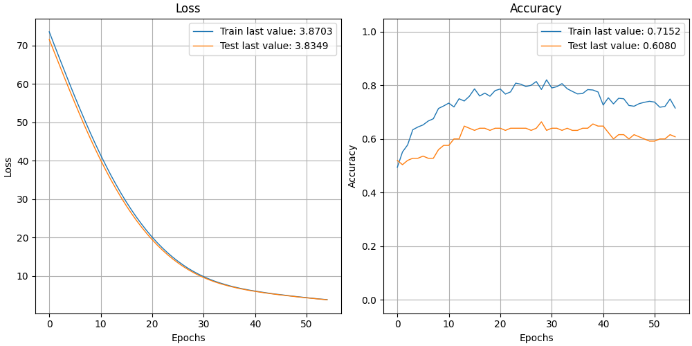 Loss
Train last value: 3.8703
Test last value: 3.8349
70
60
50
40
30
20
10
Loss
0
10
20
30
40
50
Epochs
Accuracy
Train last value: 0.7152
Test last value: 0.6080
1.0
0.8
0.6
0.4
0.2
0.0
Accuracy
0
10
20
30
40
50
Epochs